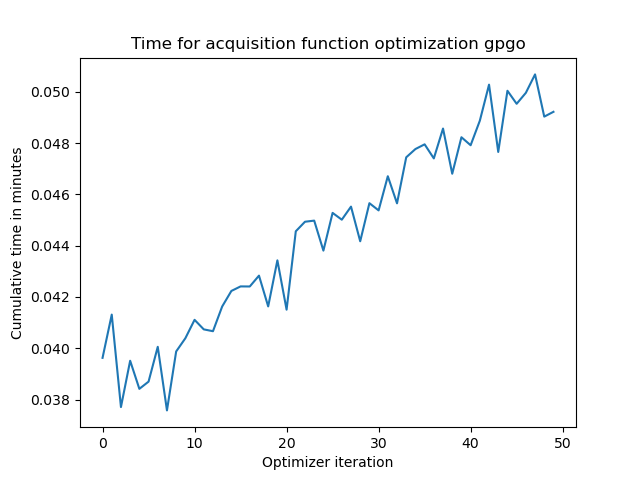 Time for acquisition function optimization gpgo
0.050
0.048
0.046
0.044
0.042
0.040
0.038
Cumulative time in minutes
0 10 20 30 40 50
Optimizer iteration